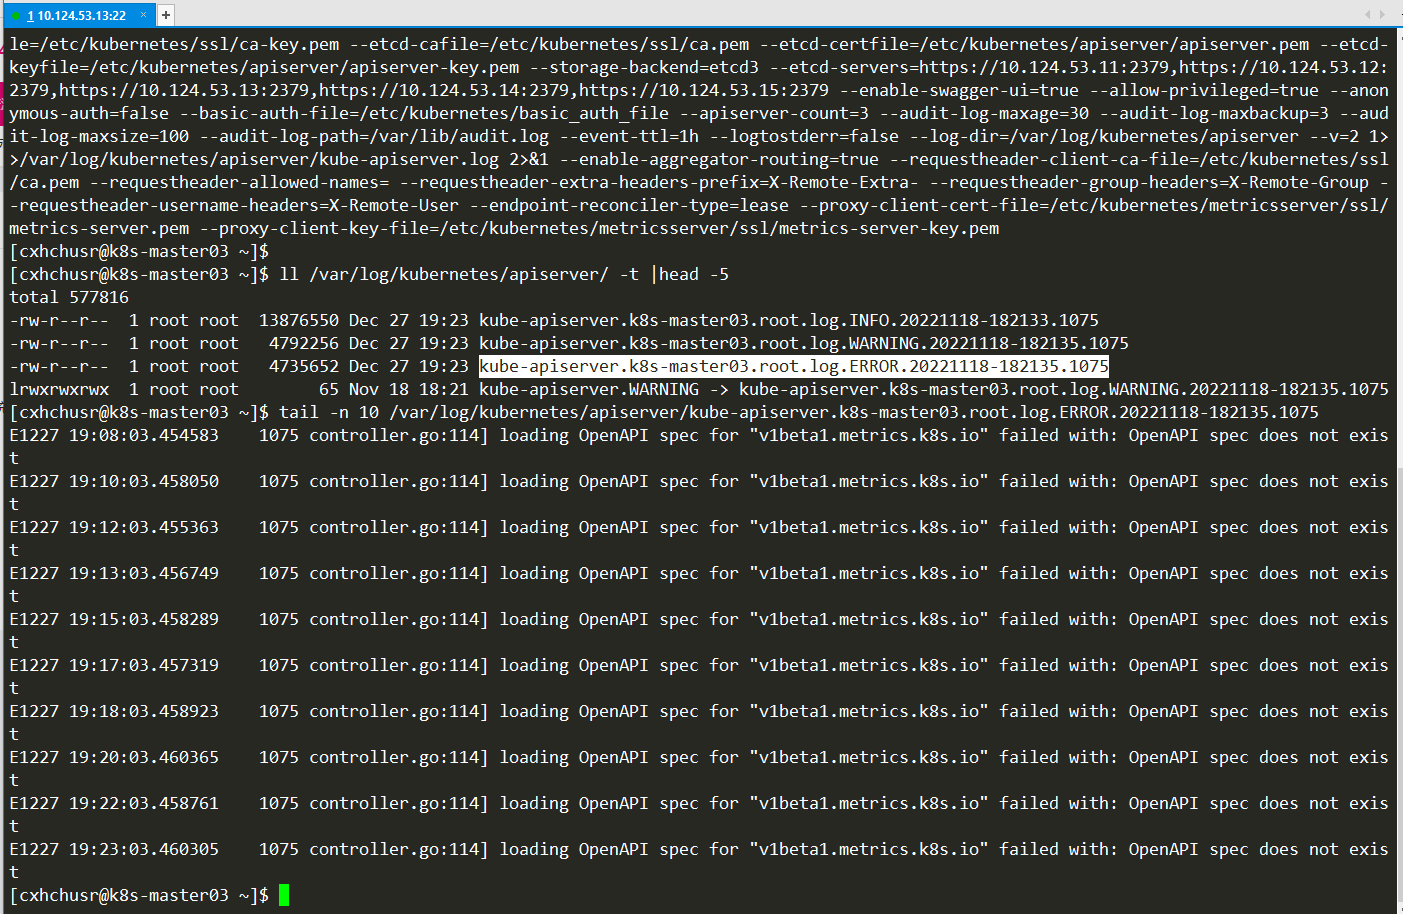 1 10.124.53.13:22 × +
le=/etc/kubernetes/ssl/ca-key.pem --etcd-cafile=/etc/kubernetes/ssl/ca.pem --etcd-certfile=/etc/kubernetes/apiserver/apiserver.pem --etcd-
keyfile=/etc/kubernetes/apiserver/apiserver-key.pem --storage-backend=etcd3 --etcd-servers=https://10.124.53.11:2379,https://10.124.53.12:
2379,https://10.124.53.13:2379,https://10.124.53.14:2379,https://10.124.53.15:2379 --enable-swagger-ui=true --allow-privileged=true --anon
ymous-auth=false --basic-auth-file=/etc/kubernetes/basic_auth_file --apiserver-count=3 --audit-log-maxage=30 --audit-log-maxbackup=3 --aud
it-log-maxsize=100 --audit-log-path=/var/lib/audit.log --event-ttl=1h --logtostderr=false --log-dir=/var/log/kubernetes/apiserver --v=2 1>
>/var/log/kubernetes/apiserver/kube-apiserver.log 2>&1 --enable-aggregator-routing=true --requestheader-client-ca-file=/etc/kubernetes/ssl
/ca.pem --requestheader-allowed-names= --requestheader-extra-headers-prefix=X-Remote-Extra- --requestheader-group-headers=X-Remote-Group -
-requestheader-username-headers=X-Remote-User --endpoint-reconciler-type=lease --proxy-client-cert-file=/etc/kubernetes/metricsserver/ssl/
metrics-server.pem --proxy-client-key-file=/etc/kubernetes/metricsserver/ssl/metrics-server-key.pem
[cxhchusr@k8s-master03 ~]$
[cxhchusr@k8s-master03 ~]$ ll /var/log/kubernetes/apiserver/ -t |head -5
total 577816
-rw-r--r-- 1 root root 13876550 Dec 27 19:23 kube-apiserver.k8s-master03.root.log.INFO.20221118-182133.1075
-rw-r--r-- 1 root root 4792256 Dec 27 19:23 kube-apiserver.k8s-master03.root.log.WARNING.20221118-182135.1075
-rw-r--r-- 1 root root 4735652 Dec 27 19:23 kube-apiserver.k8s-master03.root.log.ERROR.20221118-182135.1075
lrwxrwxrwx 1 root root 65 Nov 18 18:21 kube-apiserver.WARNING -> kube-apiserver.k8s-master03.root.log.WARNING.20221118-182135.1075
[cxhchusr@k8s-master03 ~]$ tail -n 10 /var/log/kubernetes/apiserver/kube-apiserver.k8s-master03.root.log.ERROR.20221118-182135.1075
E1227 19:08:03.454583 1075 controller.go:114] loading OpenAPI spec for "v1beta1.metrics.k8s.io" failed with: OpenAPI spec does not exis
t
E1227 19:10:03.458050 1075 controller.go:114] loading OpenAPI spec for "v1beta1.metrics.k8s.io" failed with: OpenAPI spec does not exis
t
E1227 19:12:03.455363 1075 controller.go:114] loading OpenAPI spec for "v1beta1.metrics.k8s.io" failed with: OpenAPI spec does not exis
t
E1227 19:13:03.456749 1075 controller.go:114] loading OpenAPI spec for "v1beta1.metrics.k8s.io" failed with: OpenAPI spec does not exis
t
E1227 19:15:03.458289 1075 controller.go:114] loading OpenAPI spec for "v1beta1.metrics.k8s.io" failed with: OpenAPI spec does not exis
t
E1227 19:17:03.457319 1075 controller.go:114] loading OpenAPI spec for "v1beta1.metrics.k8s.io" failed with: OpenAPI spec does not exis
t
E1227 19:18:03.458923 1075 controller.go:114] loading OpenAPI spec for "v1beta1.metrics.k8s.io" failed with: OpenAPI spec does not exis
t
E1227 19:20:03.460365 1075 controller.go:114] loading OpenAPI spec for "v1beta1.metrics.k8s.io" failed with: OpenAPI spec does not exis
t
E1227 19:22:03.458761 1075 controller.go:114] loading OpenAPI spec for "v1beta1.metrics.k8s.io" failed with: OpenAPI spec does not exis
t
E1227 19:23:03.460305 1075 controller.go:114] loading OpenAPI spec for "v1beta1.metrics.k8s.io" failed with: OpenAPI spec does not exis
t
[cxhchusr@k8s-master03 ~]$